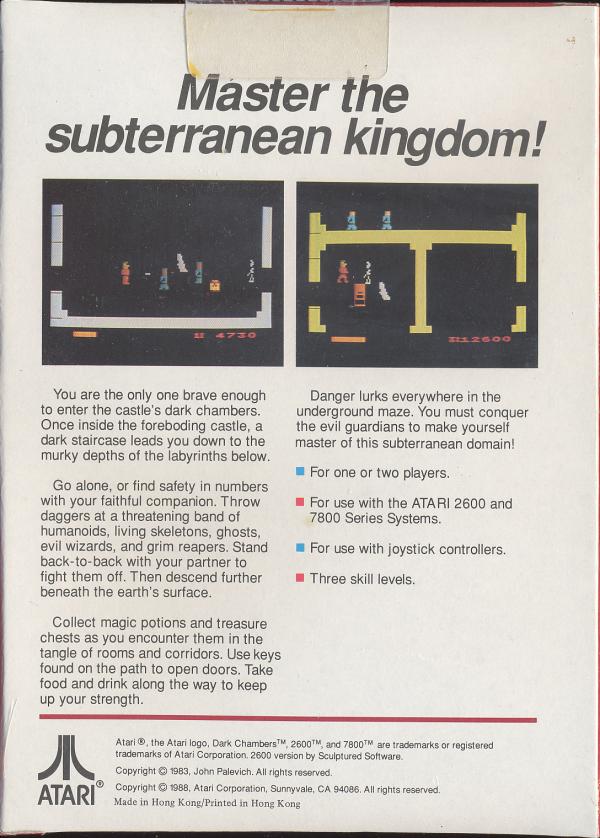 Master the
subterranean kingdom!
4730
12600
You are the only one brave enough
to enter the castle's dark chambers.
Once inside the foreboding castle, a
dark staircase leads you down to the
murky depths of the labyrinths below.
Go alone, or find safety in numbers
with your faithful companion. Throw
daggers at a threatening band of
humanoids, living skeletons, ghosts,
evil wizards, and grim reapers. Stand
back-to-back with your partner to
fight them off. Then descend further
beneath the earth's surface.
Collect magic potions and treasure
chests as you encounter them in the
tangle of rooms and corridors. Use keys
found on the path to open doors. Take
food and drink along the way to keep
up your strength.
Danger lurks everywhere in the
underground maze. You must conquer
the evil guardians to make yourself
master of this subterranean domain!
For one or two players.
For use with the ATARI 2600 and
7800 Series Systems.
For use with joystick controllers.
Three skill levels.
ATARI®
Atari ®, the Atari logo, Dark Chambers™, 2600™, and 7800™ are trademarks or registered
trademarks of Atari Corporation. 2600 version by Sculptured Software.
Copyright © 1983, John Palevich. All rights reserved.
Copyright © 1988, Atari Corporation, Sunnyvale, CA 94086. All rights reserved.
Made in Hong Kong/Printed in Hong Kong